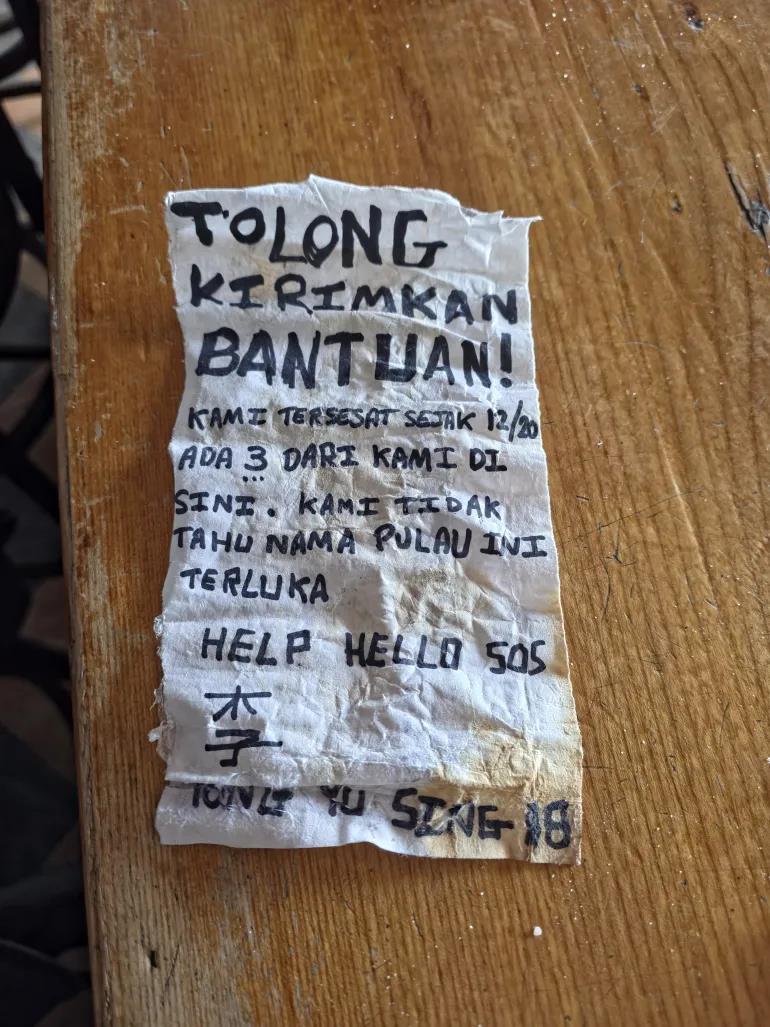 TOLONG
KIRIMKAN
BANTUAN!
KAMI TERSESAT SEJAK 12/20
ADA 3 DARI KAMI DI
SINI. KAMI TIDAK
TAHU NAMA PULAU INI
TERLUKA
HELP HELLO SOS
李
YU SING